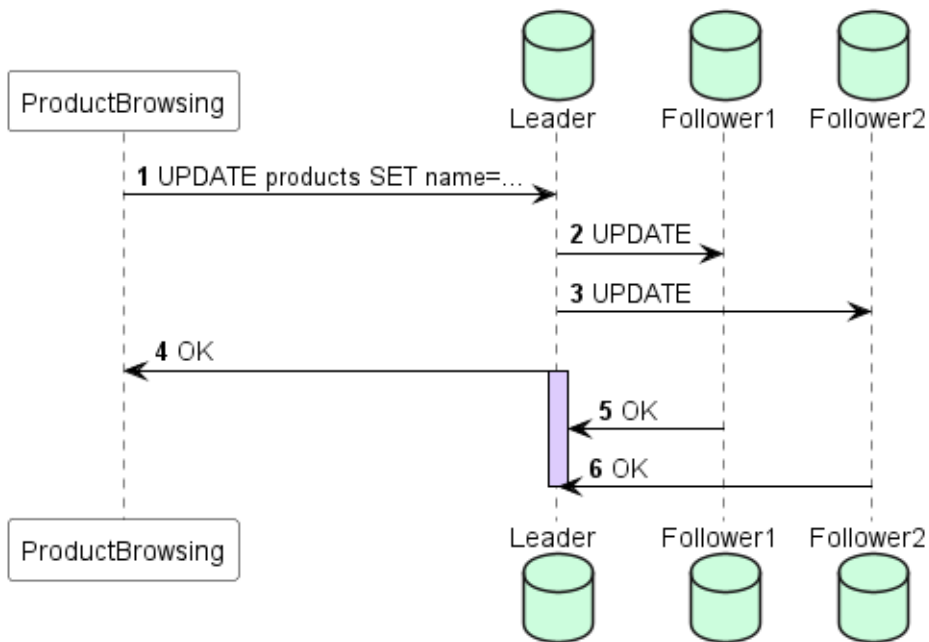 ProductBrowsing
Leader
Follower1
Follower2
1 UPDATE products SET name=...
2 UPDATE
3 UPDATE
4 OK
5 OK
6 OK
ProductBrowsing
Leader
Follower1
Follower2